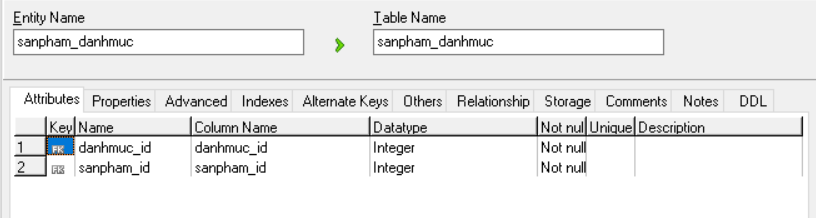 Entity Name Table Name
sanpham_danhmuc sanpham_danhmuc
Attributes Properties Advanced Indexes Alternate Keys Others Relationship Storage Comments Notes DDL
Key Name Column Name Datatype Not nul Unique Description
1 FK danhmuc_id danhmuc_id Integer Not null
2 FK sanpham_id sanpham_id Integer Not null